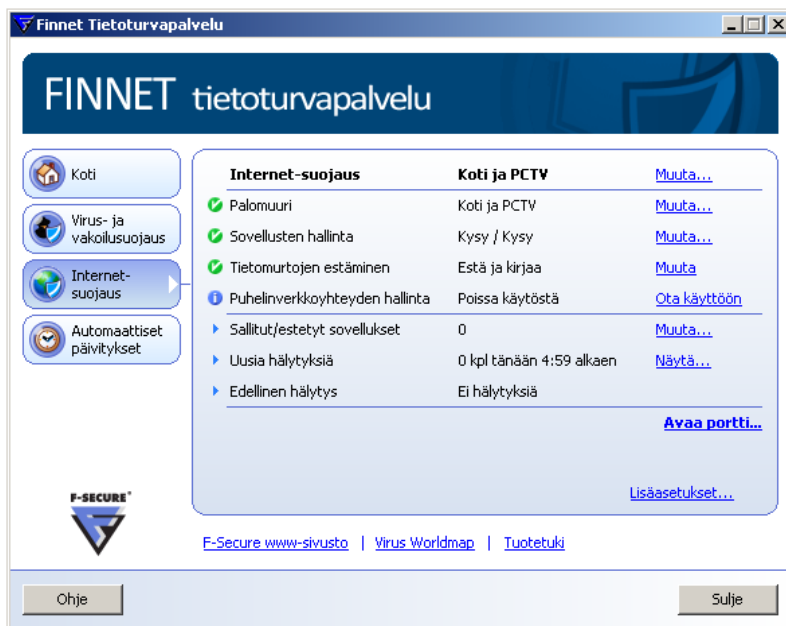 Finnet Tietoturvapalvelu
FINNET tietoturvapalvelu
Koti
Virus- ja
vakoilusuojaus
Internet-
suojaus
Automaattiset
päivitykset
Internet-suojaus Koti ja PCTV Muuta...
Palomuuri Koti ja PCTV Muuta...
Sovellusten hallinta Kysy / Kysy Muuta...
Tietomurtojen estäminen Estä ja kirjaa Muuta
Puhelinverkkoyhteyden hallinta Poissa käytöstä Ota käyttöön
Sallitut/estetyt sovellukset 0 Muuta...
Uusia hälytyksiä 0 kpl tänään 4:59 alkaen Näytä...
Edellinen hälytys Ei hälytyksiä
Avaa portti...
Lisäasetukset...
F-SECURE®
F-Secure www-sivusto | Virus Worldmap | Tuotetuki
Ohje Sulje